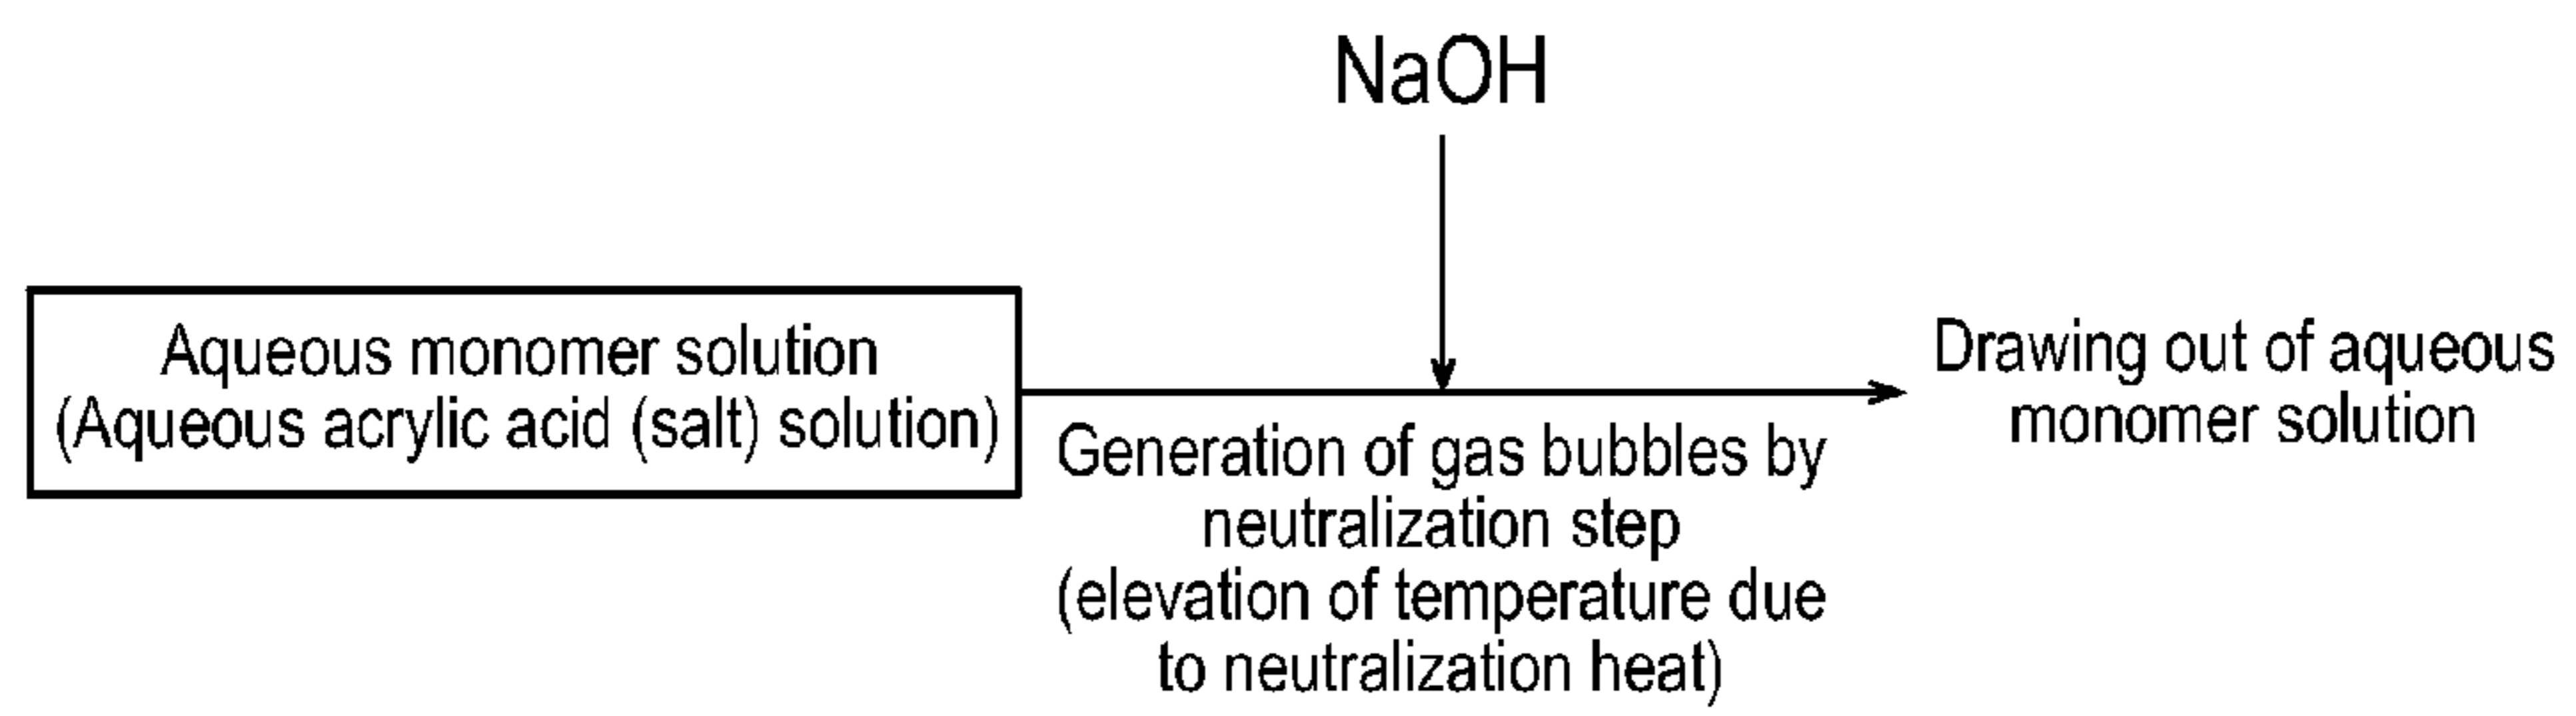 NaOH
Aqueous monomer solution
(Aqueous acrylic acid (salt) solution)
Generation of gas bubbles by
neutralization step
(elevation of temperature due
to neutralization heat)
Drawing out of aqueous
monomer solution